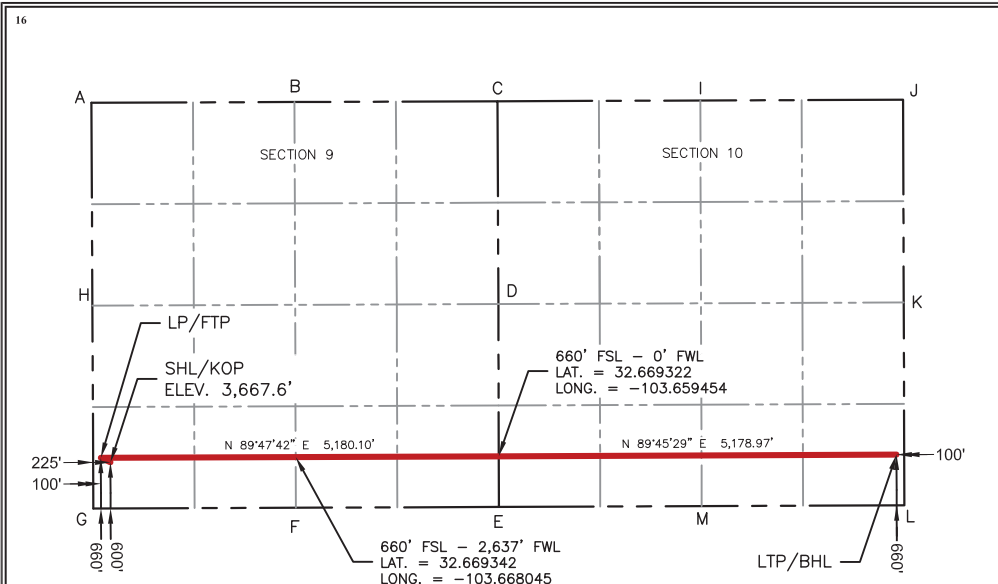 16
A
B
C
I
J
SECTION 9
SECTION 10
H
D
K
LP/FTP
SHL/KOP
ELEV. 3,667.6'
660' FSL – 0' FWL
LAT. = 32.669322
LONG. = -103.659454
N 89°47'42" E 5,180.10'
N 89°45'29" E 5,178.97'
225'
100'
100'
G
F
E
M
L
660'
600'
660' FSL – 2,637' FWL
LAT. = 32.669342
LONG. = -103.668045
LTP/BHL
660'